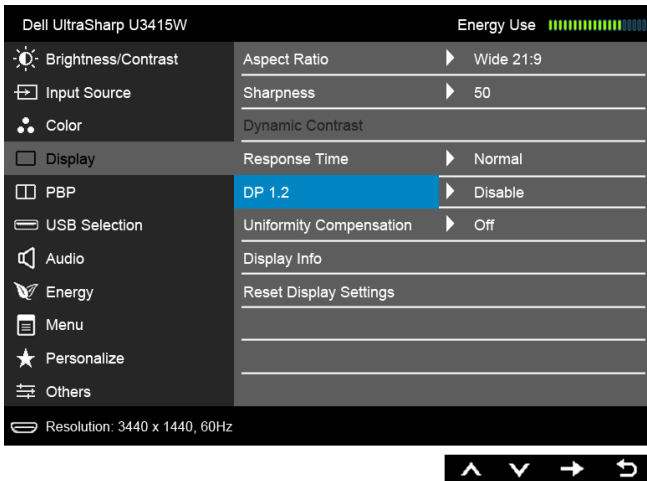 Dell UltraSharp U3415W Energy Use
Brightness/Contrast Aspect Ratio Wide 21:9
Input Source Sharpness 50
Color Dynamic Contrast
Display Response Time Normal
PBP DP 1.2 Disable
USB Selection Uniformity Compensation Off
Audio Display Info
Energy Reset Display Settings
Menu
Personalize
Others
Resolution: 3440 x 1440, 60Hz